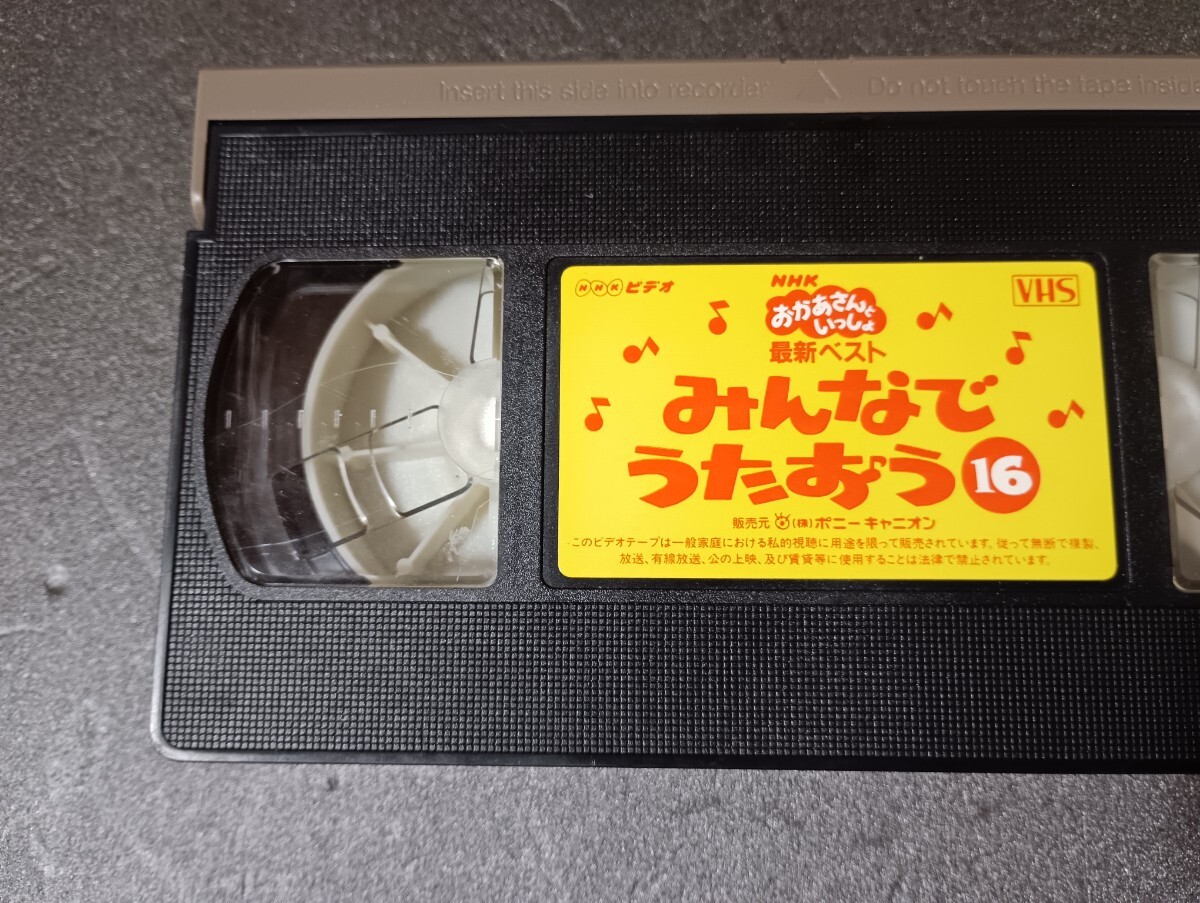 Insert this side into recorder
Do not touch the tape inside
NHKビデオ
NHK
おかあさんと
いっしょ
VHS
最新ベスト
みんなで
うたおう16
販売元 (株)ポニーキャニオン
このビデオテープは一般家庭における私的視聴に用途を限って販売されています。従って無断で複製、
放送、有線放送、公の上映、及び賃貸等に使用することは法律で禁止されています。